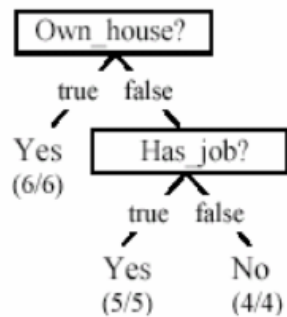 Own_house?
true false
Yes
(6/6)
Has_job?
true false
Yes No
(5/5) (4/4)